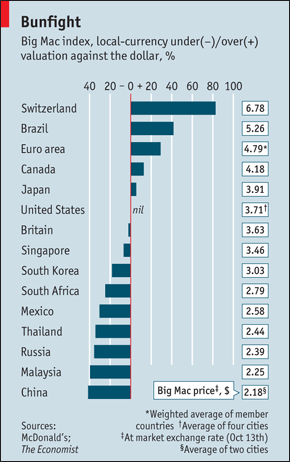 Bunfight
Big Mac index, local-currency under(−)/over(+)
valuation against the dollar, %
40 20 − 0 + 20 40 60 80 100
Switzerland 6.78
Brazil 5.26
Euro area 4.79*
Canada 4.18
Japan 3.91
United States nil 3.71†
Britain 3.63
Singapore 3.46
South Korea 3.03
South Africa 2.79
Mexico 2.58
Thailand 2.44
Russia 2.39
Malaysia 2.25
China Big Mac price‡, $ 2.18§
*Weighted average of member
countries †Average of four cities
‡At market exchange rate (Oct 13th)
§Average of two cities
Sources:
McDonald's;
The Economist